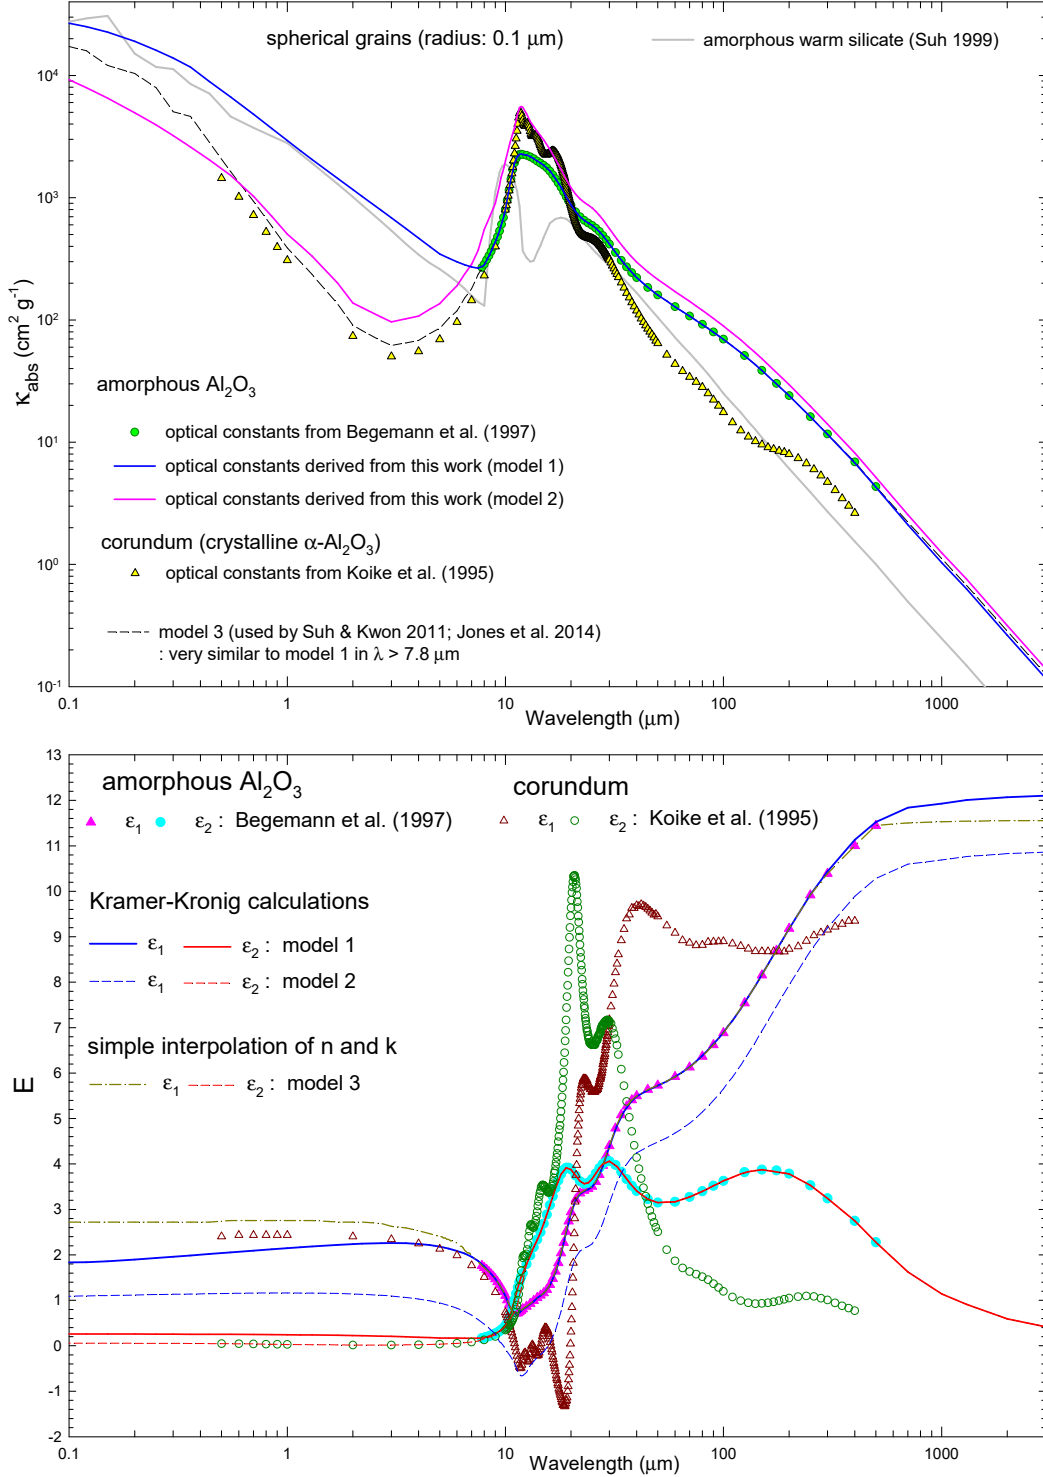 spherical grains (radius: 0.1 μm)
amorphous warm silicate (Suh 1999)
10⁴
10³
10²
10¹
10⁰
10⁻¹
κabs (cm² g⁻¹)
amorphous Al₂O₃
optical constants from Begemann et al. (1997)
optical constants derived from this work (model 1)
optical constants derived from this work (model 2)
corundum (crystalline α-Al₂O₃)
optical constants from Koike et al. (1995)
model 3 (used by Suh & Kwon 2011; Jones et al. 2014)
: very similar to model 1 in λ > 7.8 μm
0.1 1 10 100 1000
Wavelength (μm)
13
12
11
10
9
8
7
6
5
4
3
2
1
0
-1
-2
E
amorphous Al₂O₃
ε₁ ε₂ : Begemann et al. (1997)
corundum
ε₁ ε₂ : Koike et al. (1995)
Kramer-Kronig calculations
ε₁ ε₂ : model 1
ε₁ ε₂ : model 2
simple interpolation of n and k
ε₁ ε₂ : model 3
0.1 1 10 100 1000
Wavelength (μm)